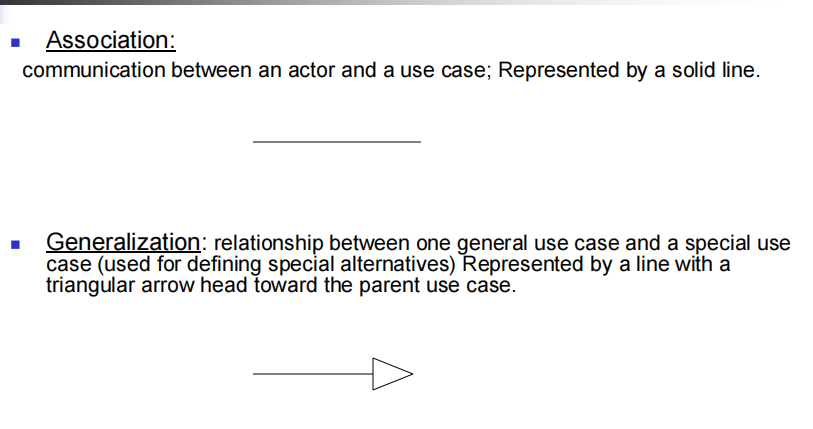 Association:
communication between an actor and a use case; Represented by a solid line.
Generalization: relationship between one general use case and a special use
case (used for defining special alternatives) Represented by a line with a
triangular arrow head toward the parent use case.